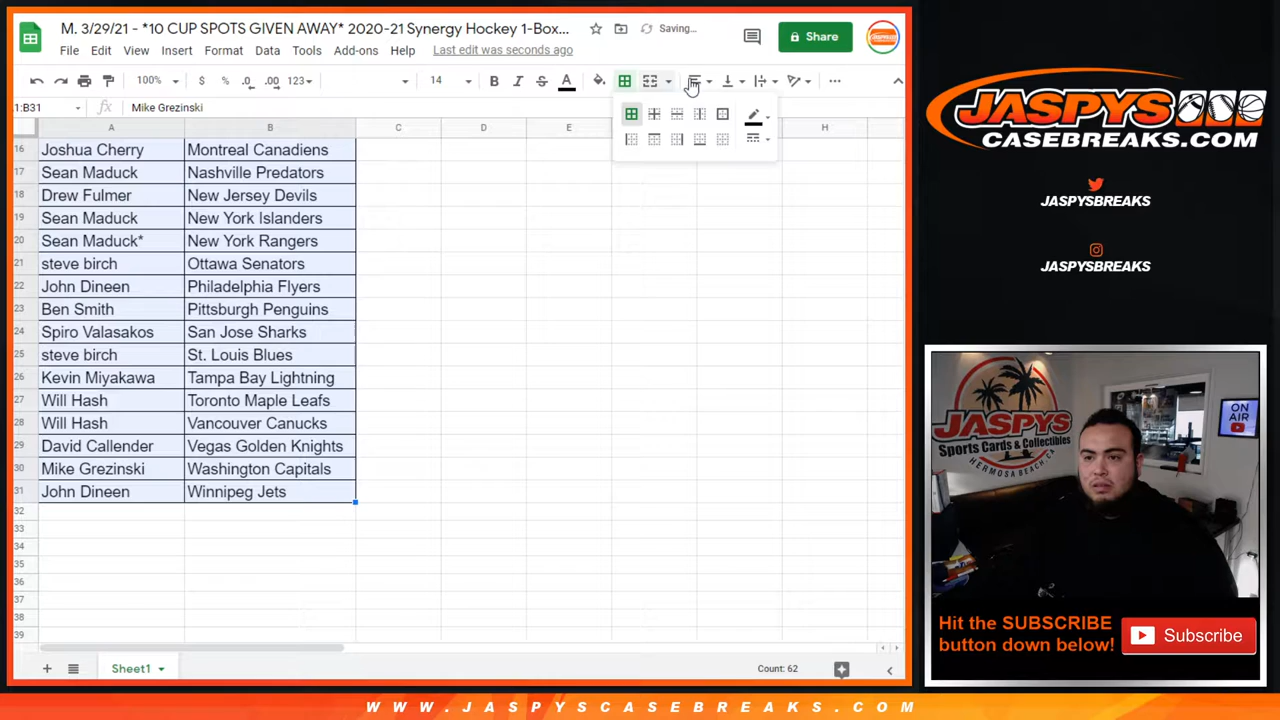 M. 3/29/21 - *10 CUP SPOTS GIVEN AWAY* 2020-21 Synergy Hockey 1-Box...
Saving...
Share
File Edit View Insert Format Data Tools Add-ons Help Last edit was seconds ago
100% $ % .0 .00 123 14 B I S A
1:B31 fx Mike Grezinski
A B C D E H
16 Joshua Cherry Montreal Canadiens
17 Sean Maduck Nashville Predators
18 Drew Fulmer New Jersey Devils
19 Sean Maduck New York Islanders
20 Sean Maduck* New York Rangers
21 steve birch Ottawa Senators
22 John Dineen Philadelphia Flyers
23 Ben Smith Pittsburgh Penguins
24 Spiro Valasakos San Jose Sharks
25 steve birch St. Louis Blues
26 Kevin Miyakawa Tampa Bay Lightning
27 Will Hash Toronto Maple Leafs
28 Will Hash Vancouver Canucks
29 David Callender Vegas Golden Knights
30 Mike Grezinski Washington Capitals
31 John Dineen Winnipeg Jets
32
33
34
35
36
37
38
39
Sheet1 Count: 62
JASPYS
CASEBREAKS.COM
JASPYSBREAKS
JASPYSBREAKS
JASPYS
Sports Cards & Collectibles
HERMOSA BEACH, CA
ON AIR
Hit the SUBSCRIBE
button down below!
Subscribe
WWW.JASPYSCASEBREAKS.COM